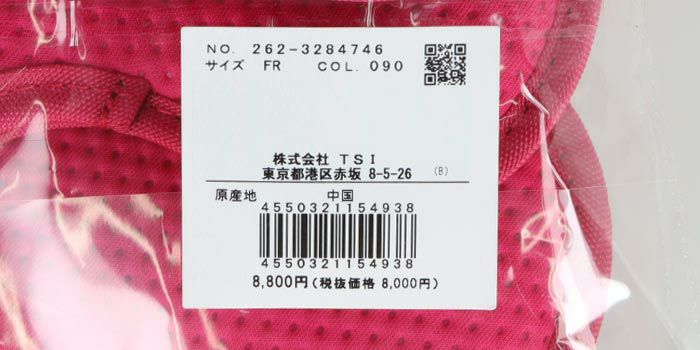 NO. 262-3284746
サイズ FR COL. 090
株式会社 TSI
東京都港区赤坂 8-5-26 (B)
原産地 中国
4550321154938
4550321154938
8,800円(税抜価格 8,000円)